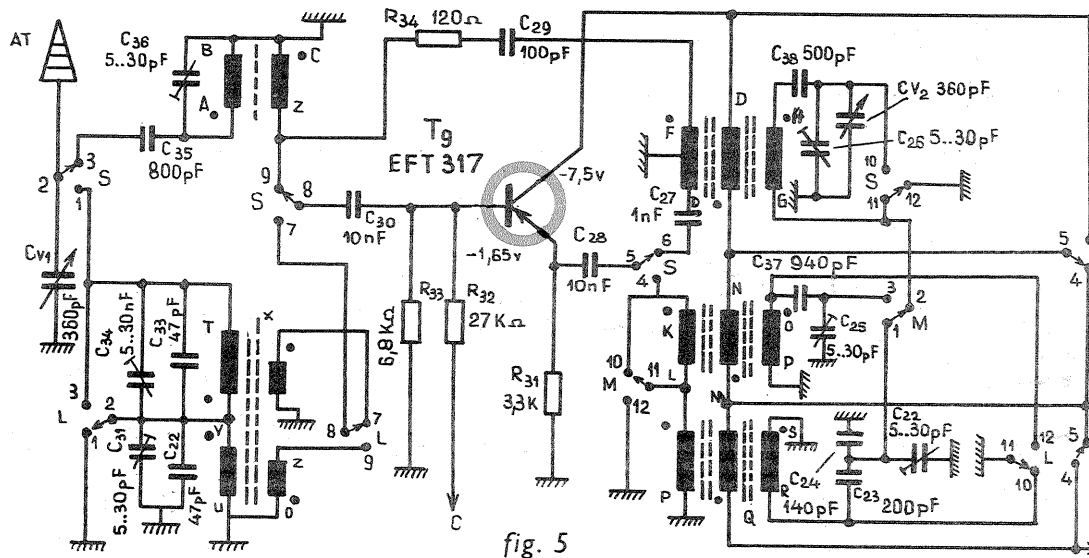 AT
C36
5..30pF
B
A
C
Z
C35
800pF
3
2
S
1
CV1
360pF
R34 120Ω
C29
100pF
T9
EFT 317
-7,5v
-1,65v
9
8
S
7
C30
10nF
R33
6,8KΩ
R32
27KΩ
C
R31
3,3K
C28
10nF
5
6
S
4
C27
1nF
F
D
D
H
G
C38 500pF
CV2 360pF
C26 5..30pF
10
S
11
12
5
4
C34
5..30nF
C33
47pF
T
X
V
C31
5..30pF
C22
47pF
U
Z
O
3
L
2
1
7
8
L
9
C37 940pF
N
K
L
O
P
C25
5..30pF
3
2
1
M
10
M
11
12
M
P
Q
S
R
C24
140pF
C23
200pF
C22
5..30pF
11
12
L
10
5
4
fig. 5